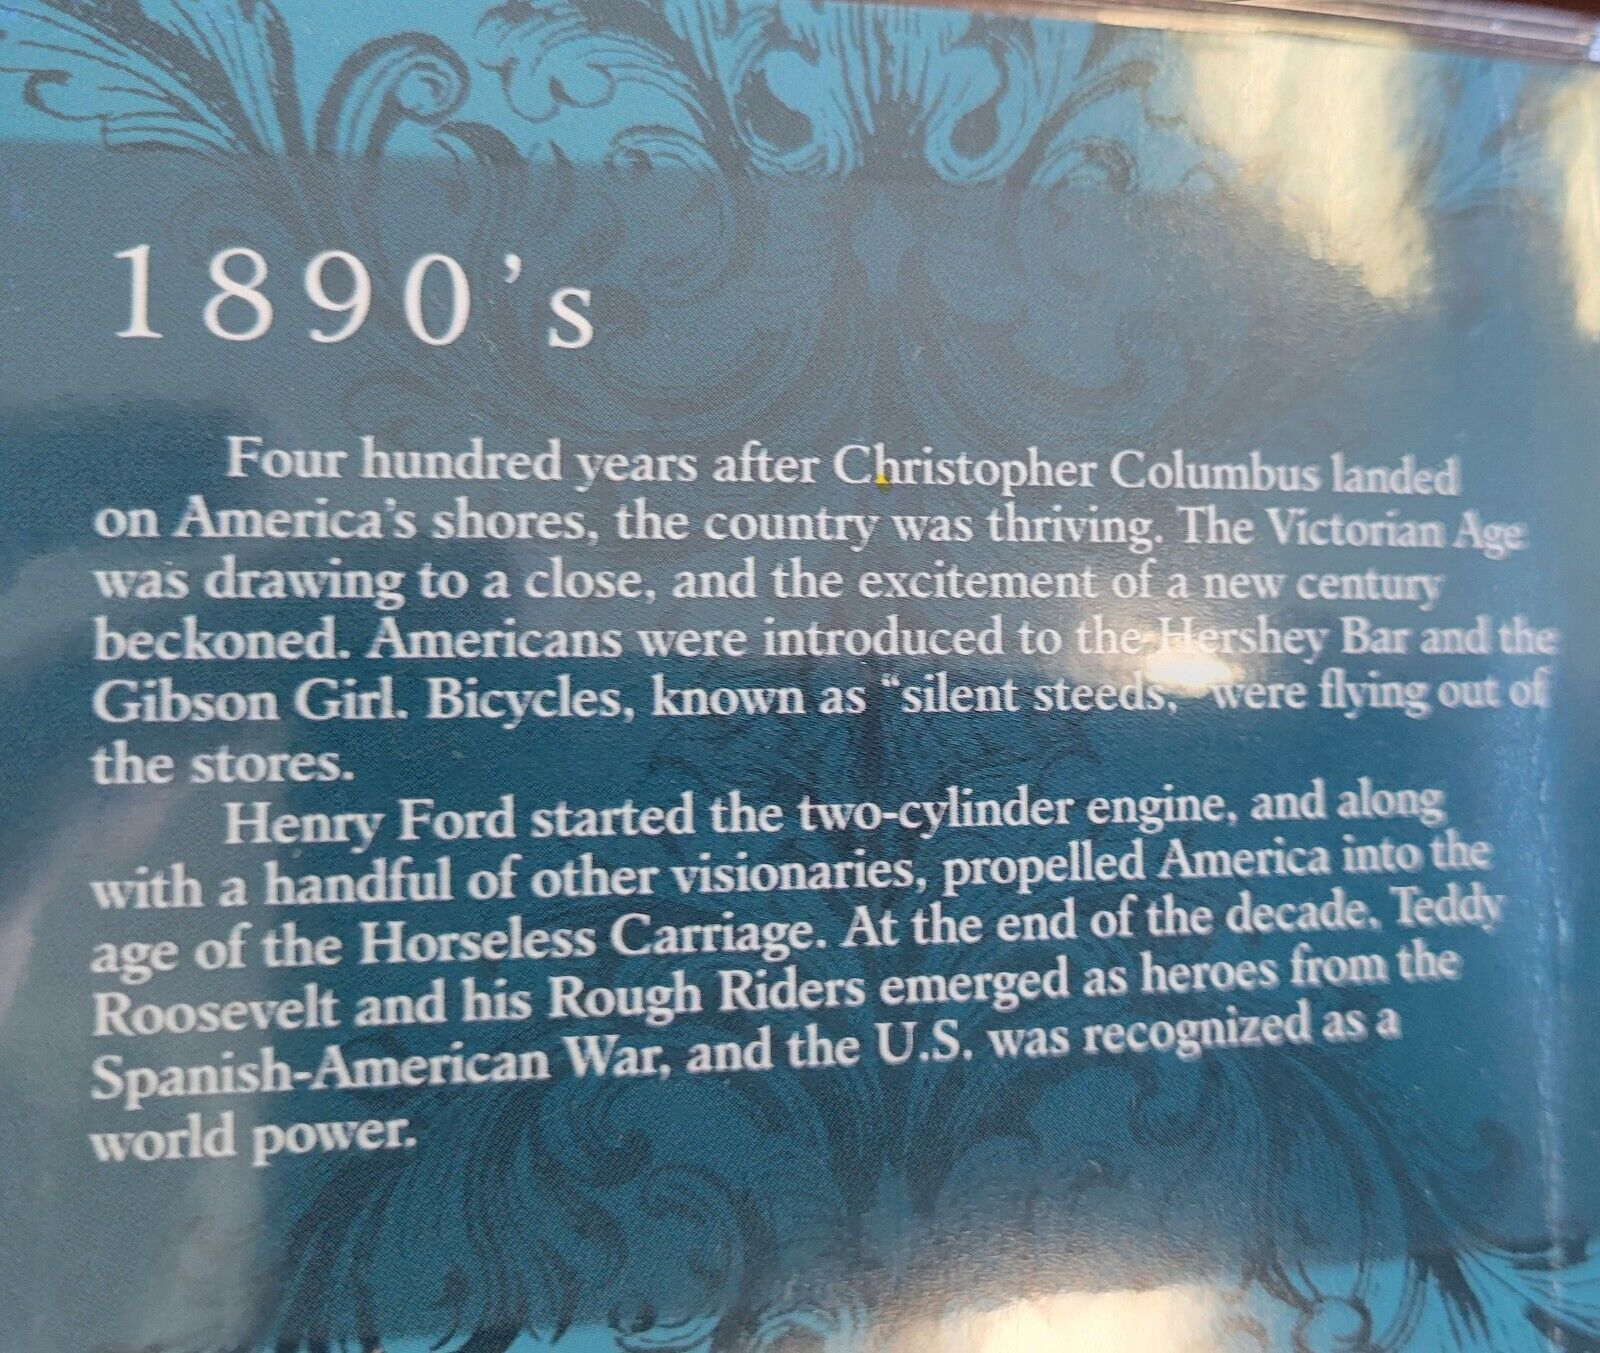 1890's
Four hundred years after Christopher Columbus landed
on America's shores, the country was thriving. The Victorian Age
was drawing to a close, and the excitement of a new century
beckoned. Americans were introduced to the Hershey Bar and the
Gibson Girl. Bicycles, known as "silent steeds," were flying out of
the stores.
Henry Ford started the two-cylinder engine, and along
with a handful of other visionaries, propelled America into the
age of the Horseless Carriage. At the end of the decade, Teddy
Roosevelt and his Rough Riders emerged as heroes from the
Spanish-American War, and the U.S. was recognized as a
world power.